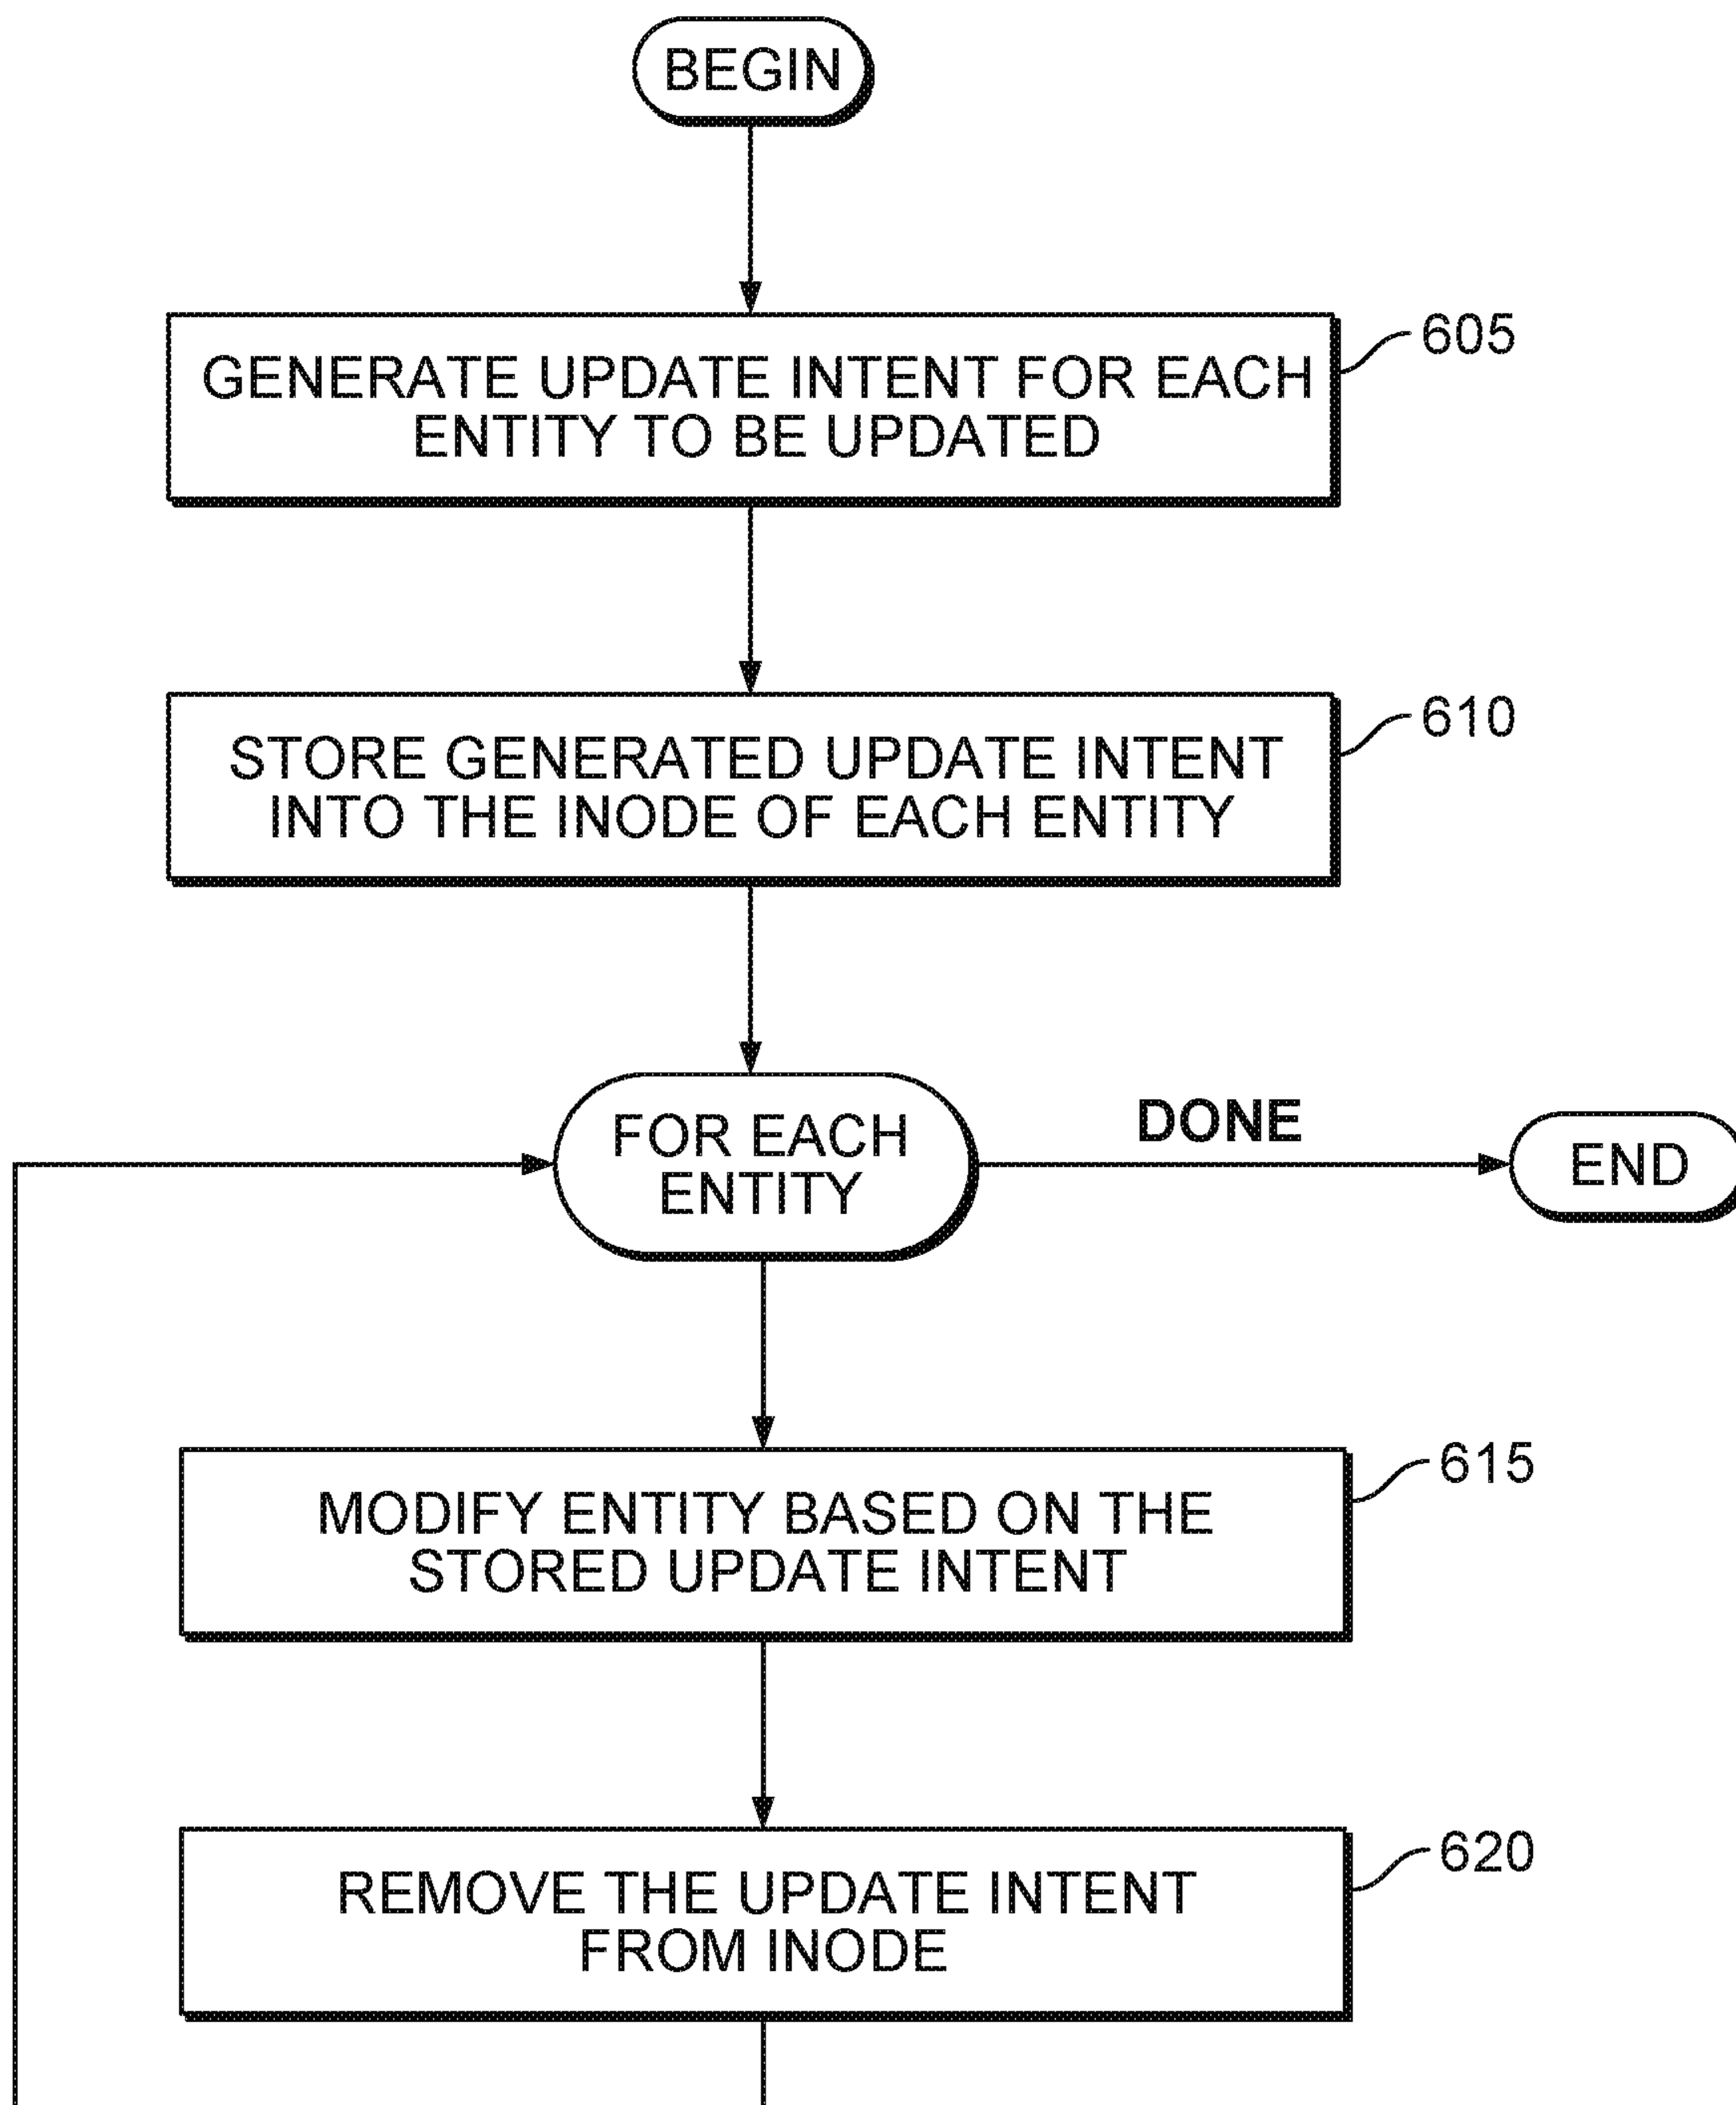 BEGIN
GENERATE UPDATE INTENT FOR EACH
ENTITY TO BE UPDATED
605
STORE GENERATED UPDATE INTENT
INTO THE INODE OF EACH ENTITY
610
FOR EACH
ENTITY
DONE
END
MODIFY ENTITY BASED ON THE
STORED UPDATE INTENT
615
REMOVE THE UPDATE INTENT
FROM INODE
620